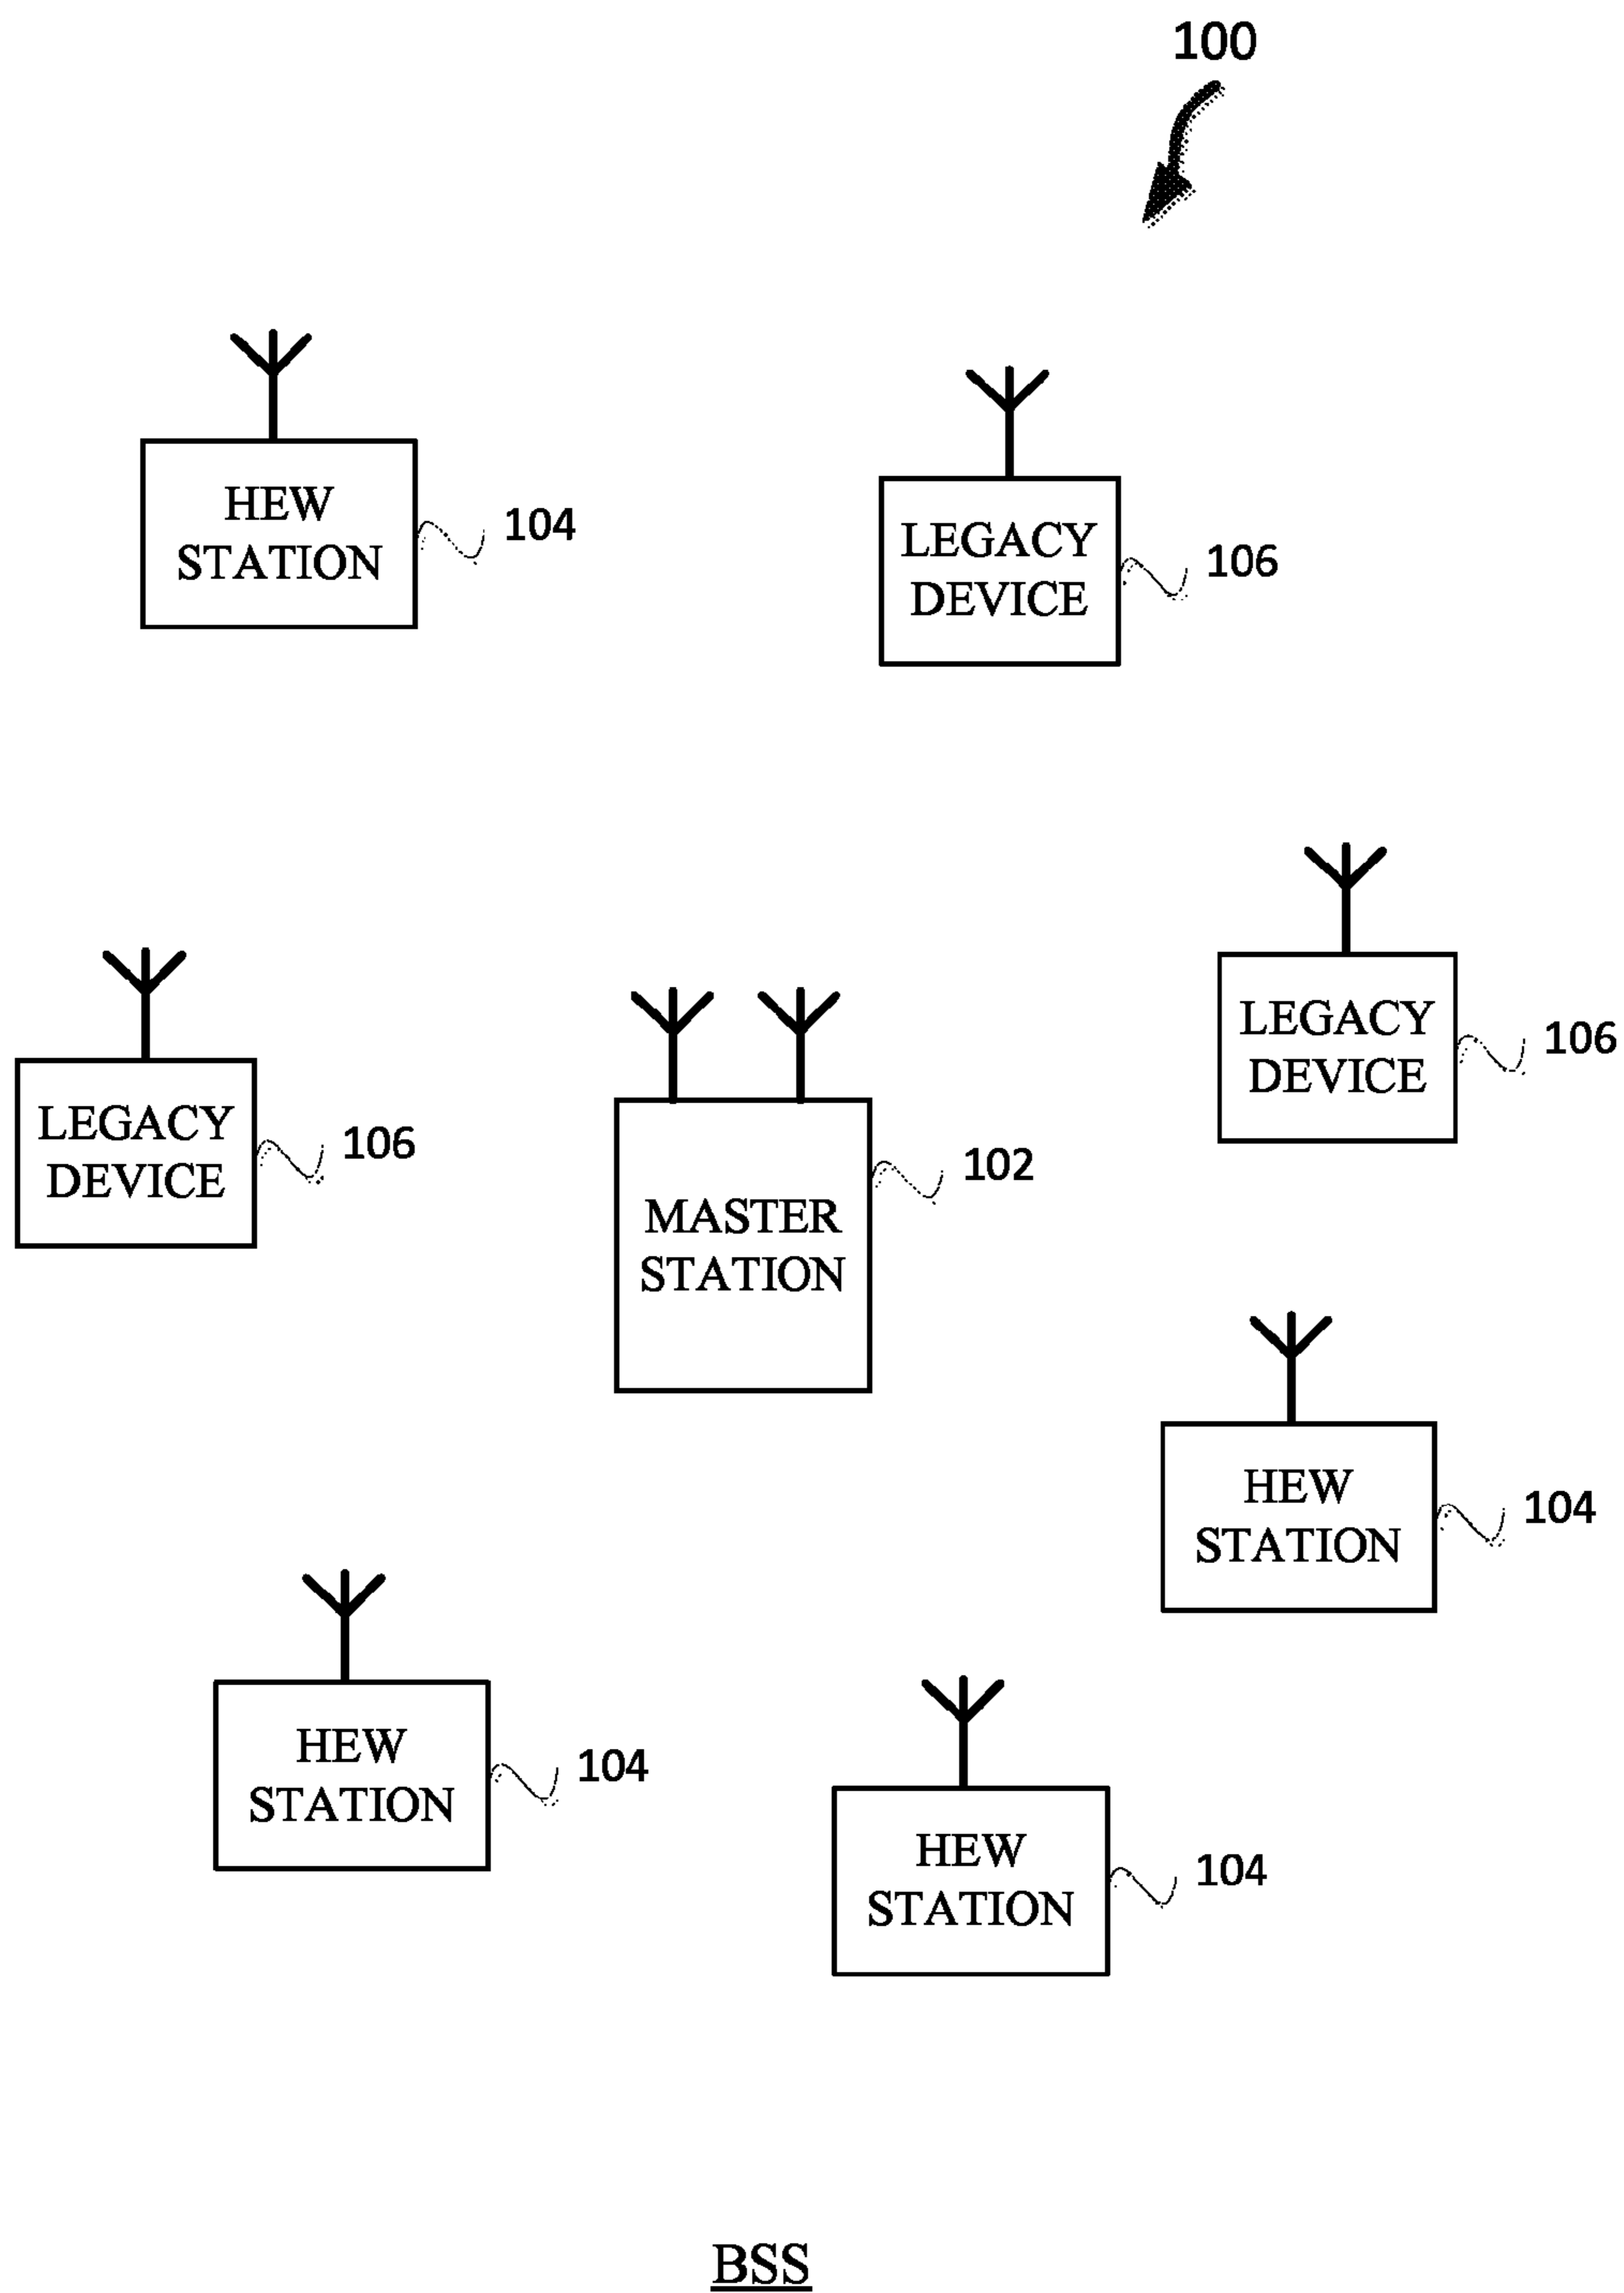 100
HEW
STATION
104
LEGACY
DEVICE
106
LEGACY
DEVICE
106
LEGACY
DEVICE
106
MASTER
STATION
102
HEW
STATION
104
HEW
STATION
104
HEW
STATION
104
BSS